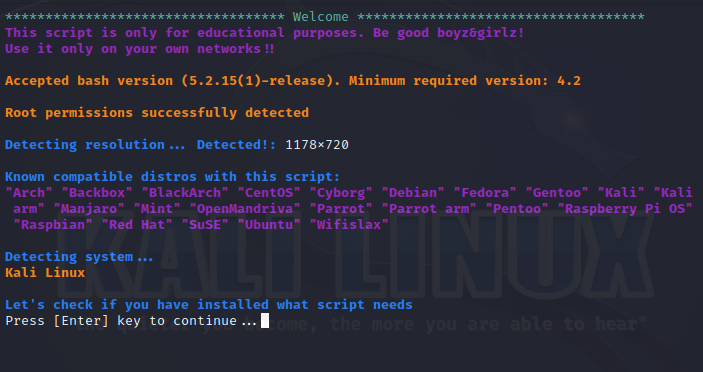 *********************************** Welcome ************************************
This script is only for educational purposes. Be good boyz&girlz!
Use it only on your own networks!!
Accepted bash version (5.2.15(1)-release). Minimum required version: 4.2
Root permissions successfully detected
Detecting resolution... Detected!: 1178×720
Known compatible distros with this script:
"Arch" "Backbox" "BlackArch" "CentOS" "Cyborg" "Debian" "Fedora" "Gentoo" "Kali" "Kali
arm" "Manjaro" "Mint" "OpenMandriva" "Parrot" "Parrot arm" "Pentoo" "Raspberry Pi OS"
"Raspbian" "Red Hat" "SuSE" "Ubuntu" "Wifislax"
KALI LINUX
Detecting system...
Kali Linux
Let's check if you have installed what script needs
Press [Enter] key to continue...
become, the more you are able to hear"